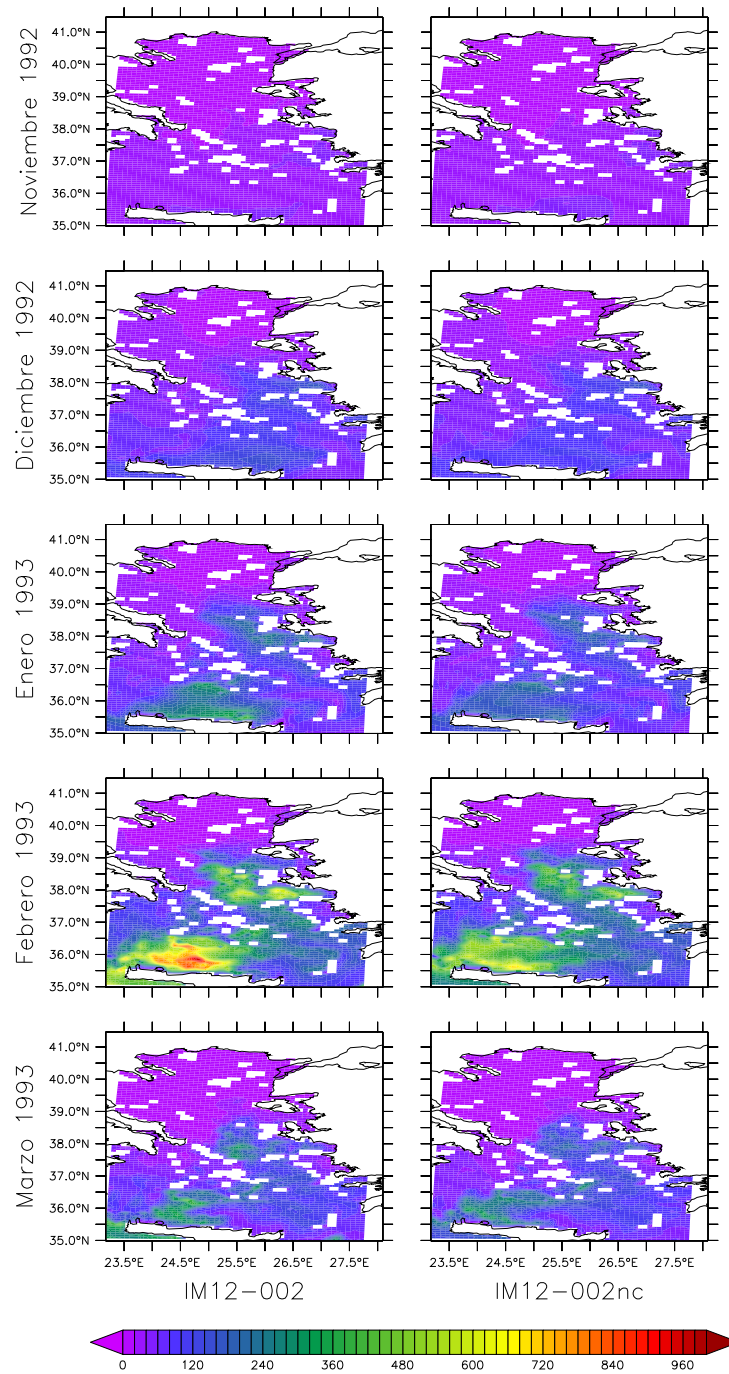 Noviembre 1992
41.0°N
40.0°N
39.0°N
38.0°N
37.0°N
36.0°N
35.0°N
Diciembre 1992
41.0°N
40.0°N
39.0°N
38.0°N
37.0°N
36.0°N
35.0°N
Enero 1993
41.0°N
40.0°N
39.0°N
38.0°N
37.0°N
36.0°N
35.0°N
Febrero 1993
41.0°N
40.0°N
39.0°N
38.0°N
37.0°N
36.0°N
35.0°N
Marzo 1993
41.0°N
40.0°N
39.0°N
38.0°N
37.0°N
36.0°N
35.0°N
23.5°E 24.5°E 25.5°E 26.5°E 27.5°E 23.5°E 24.5°E 25.5°E 26.5°E 27.5°E
IM12-002 IM12-002nc
0 120 240 360 480 600 720 840 960